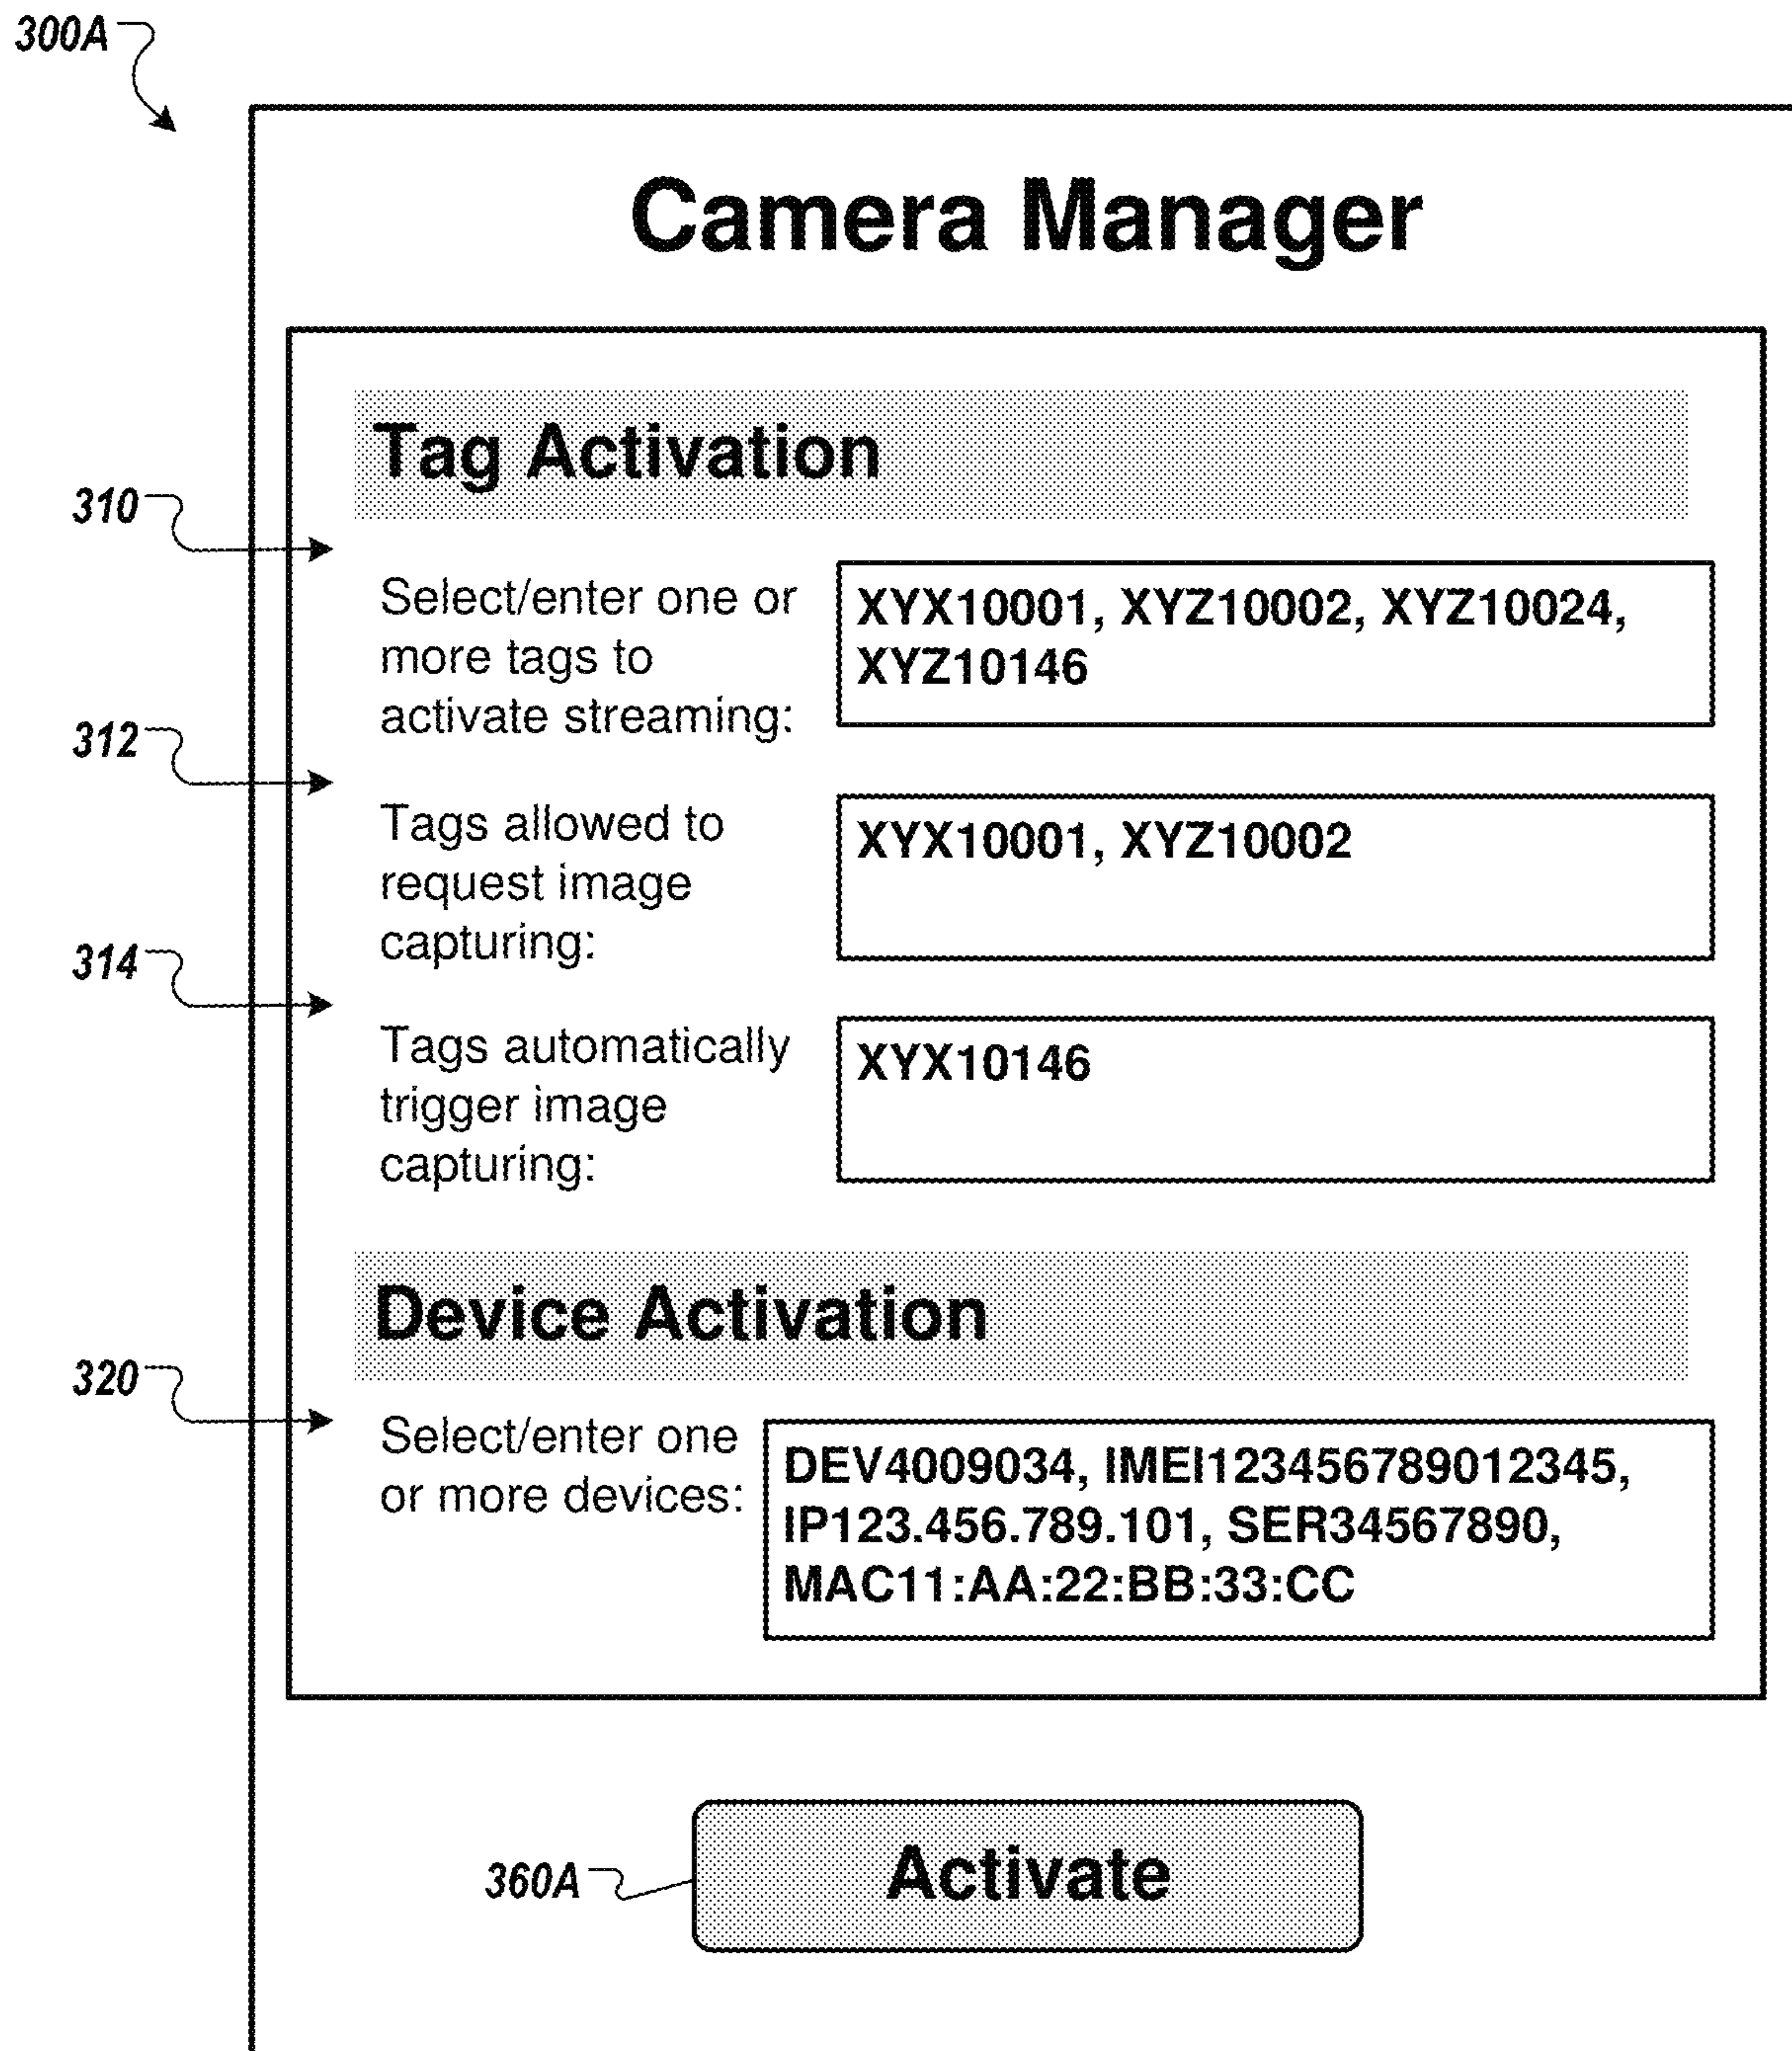 300A
Camera Manager
Tag Activation
310
Select/enter one or
more tags to
activate streaming:
XYX10001, XYZ10002, XYZ10024,
XYZ10146
312
Tags allowed to
request image
capturing:
XYX10001, XYZ10002
314
Tags automatically
trigger image
capturing:
XYX10146
Device Activation
320
Select/enter one
or more devices:
DEV4009034, IMEI123456789012345,
IP123.456.789.101, SER34567890,
MAC11:AA:22:BB:33:CC
360A
Activate